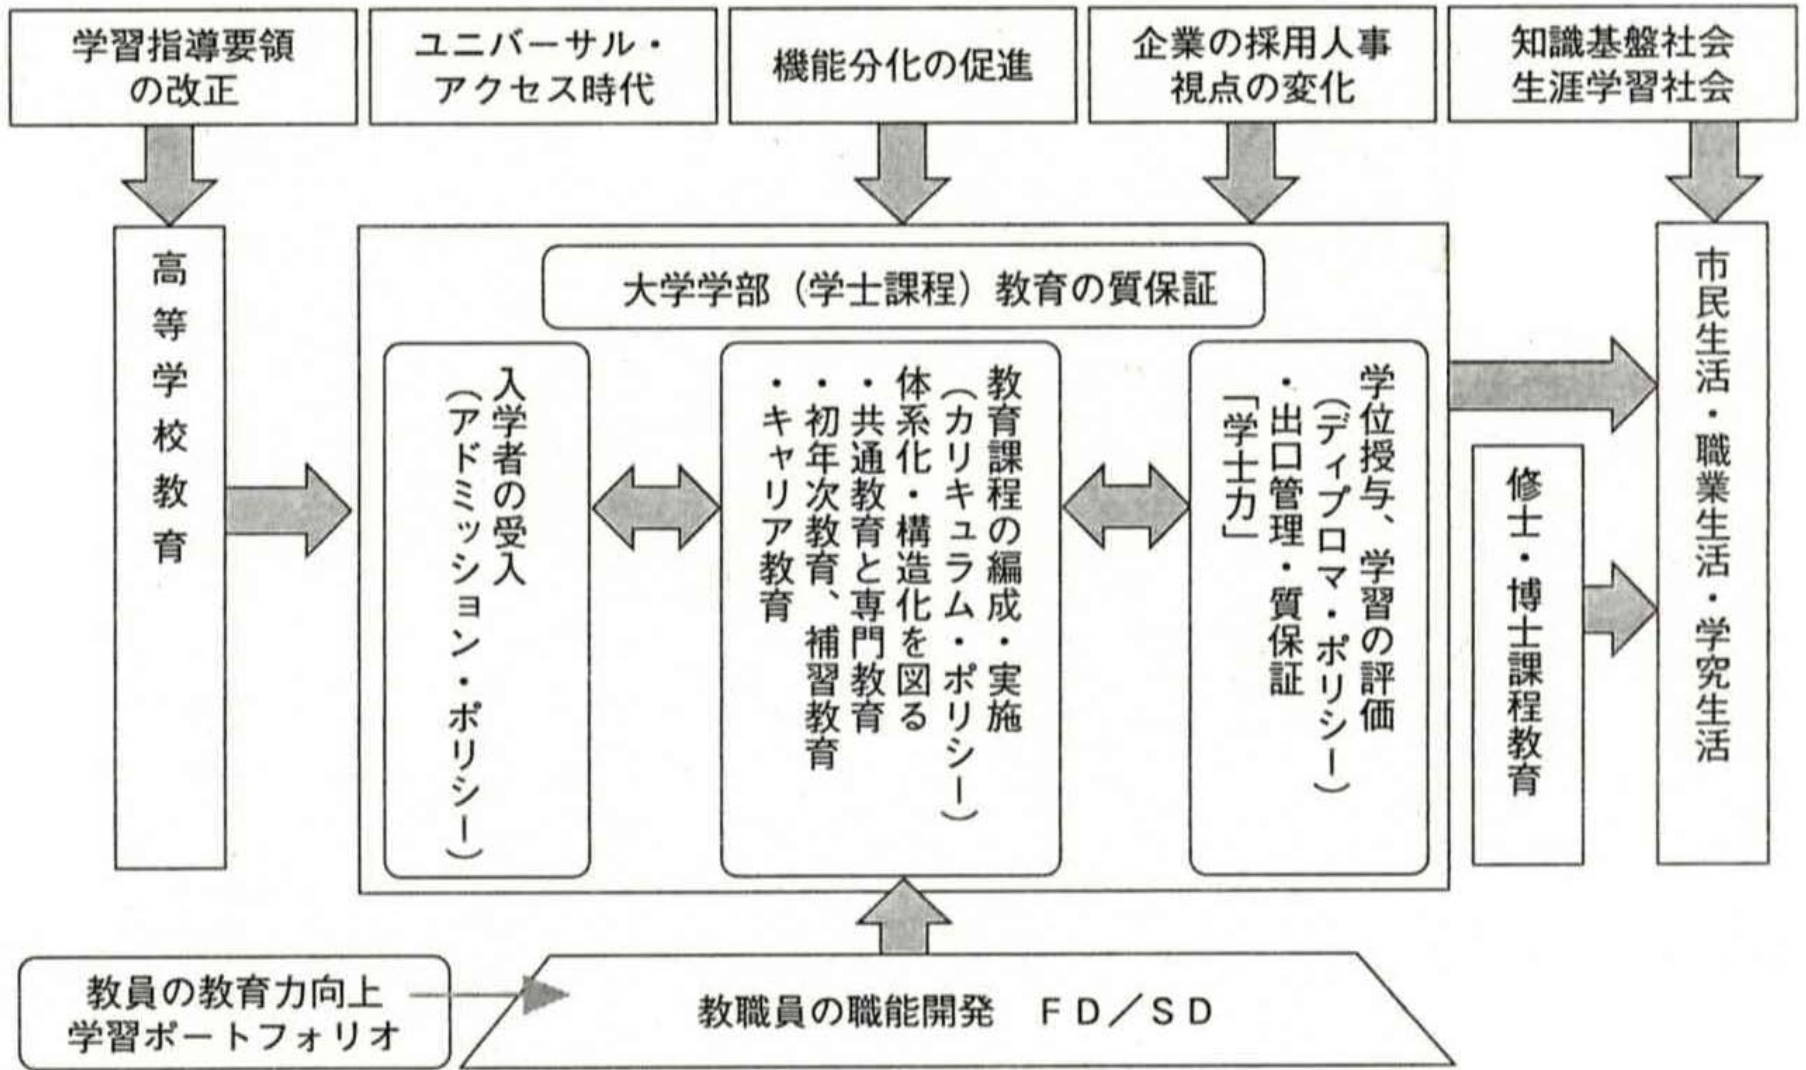 学習指導要領
の改正
ユニバーサル・
アクセス時代
機能分化の促進
企業の採用人事
視点の変化
知識基盤社会
生涯学習社会
高等学校教育
大学学部（学士課程）教育の質保証
入学者の受入
（アドミッション・ポリシー）
教育課程の編成・実施
（カリキュラム・ポリシー）
体系化・構造化を図る
・共通教育と専門教育
・初年次教育、補習教育
・キャリア教育
学位授与、学習の評価
（ディプロマ・ポリシー）
・出口管理・質保証
「学士力」
修士・博士課程教育
市民生活・職業生活・学究生活
教員の教育力向上
学習ポートフォリオ
教職員の職能開発　ＦＤ／ＳＤ